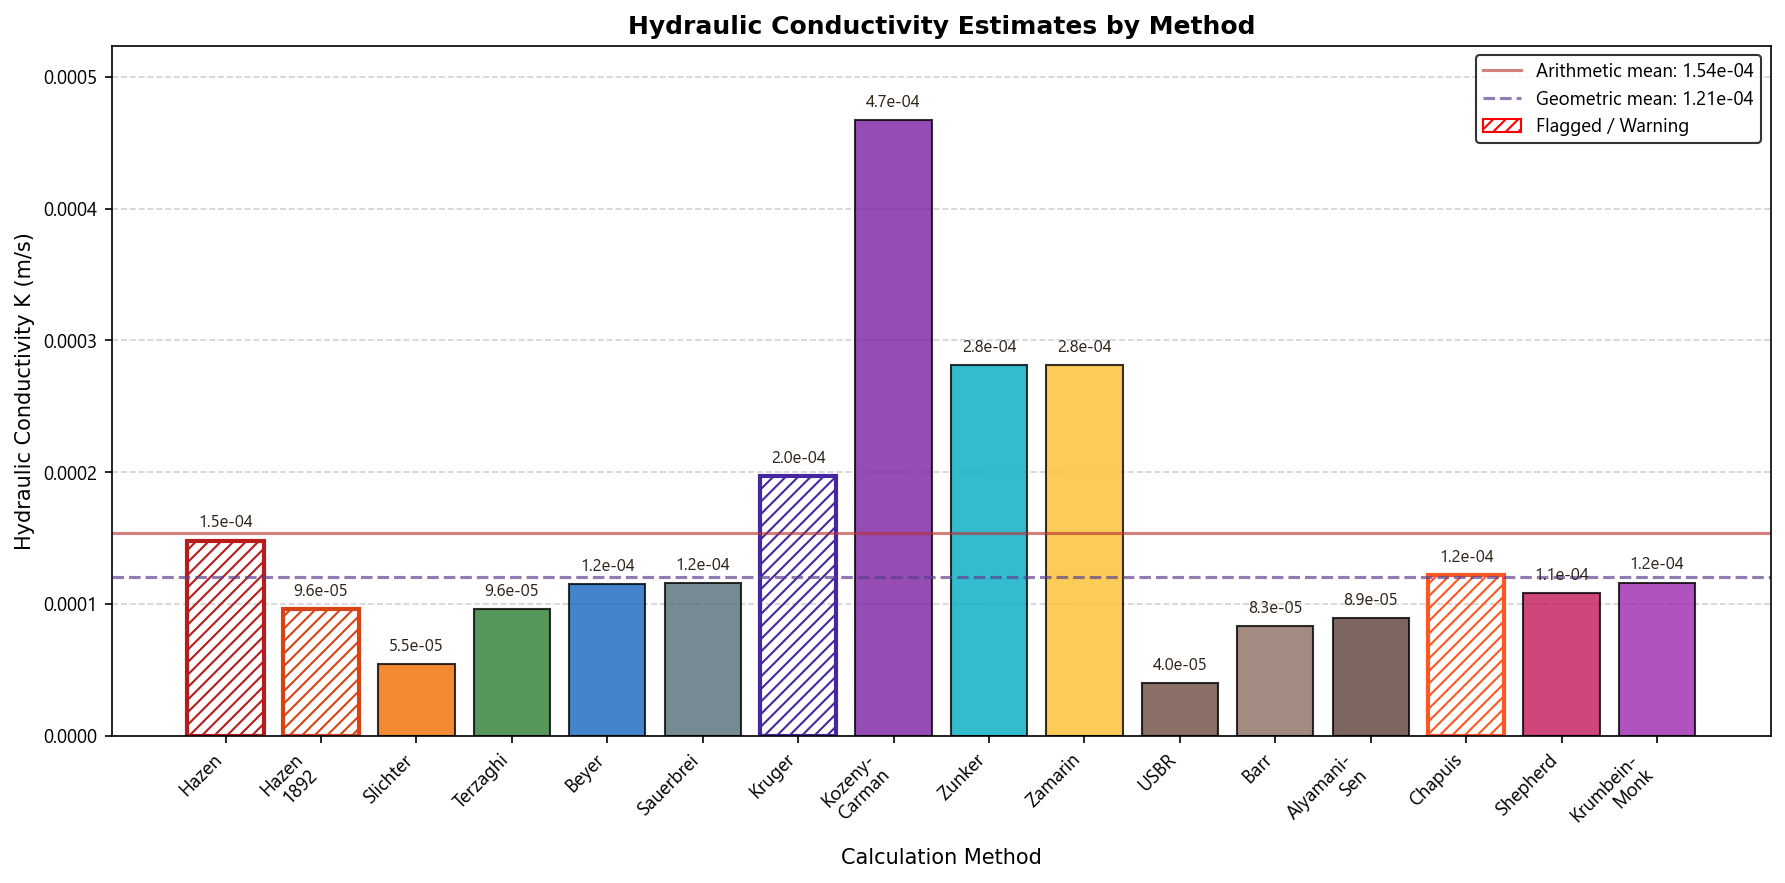 Hydraulic Conductivity Estimates by Method
Arithmetic mean: 1.54e-04
Geometric mean: 1.21e-04
Flagged / Warning
Hydraulic Conductivity K (m/s)
0.0005
0.0004
0.0003
0.0002
0.0001
0.0000
1.5e-04
9.6e-05
5.5e-05
9.6e-05
1.2e-04
1.2e-04
2.0e-04
4.7e-04
2.8e-04
2.8e-04
4.0e-05
8.3e-05
8.9e-05
1.2e-04
1.1e-04
1.2e-04
Hazen
Hazen
1892
Slichter
Terzaghi
Beyer
Sauerbrei
Kruger
Kozeny-
Carman
Zunker
Zamarin
USBR
Barr
Alyamani-
Sen
Chapuis
Shepherd
Krumbein-
Monk
Calculation Method